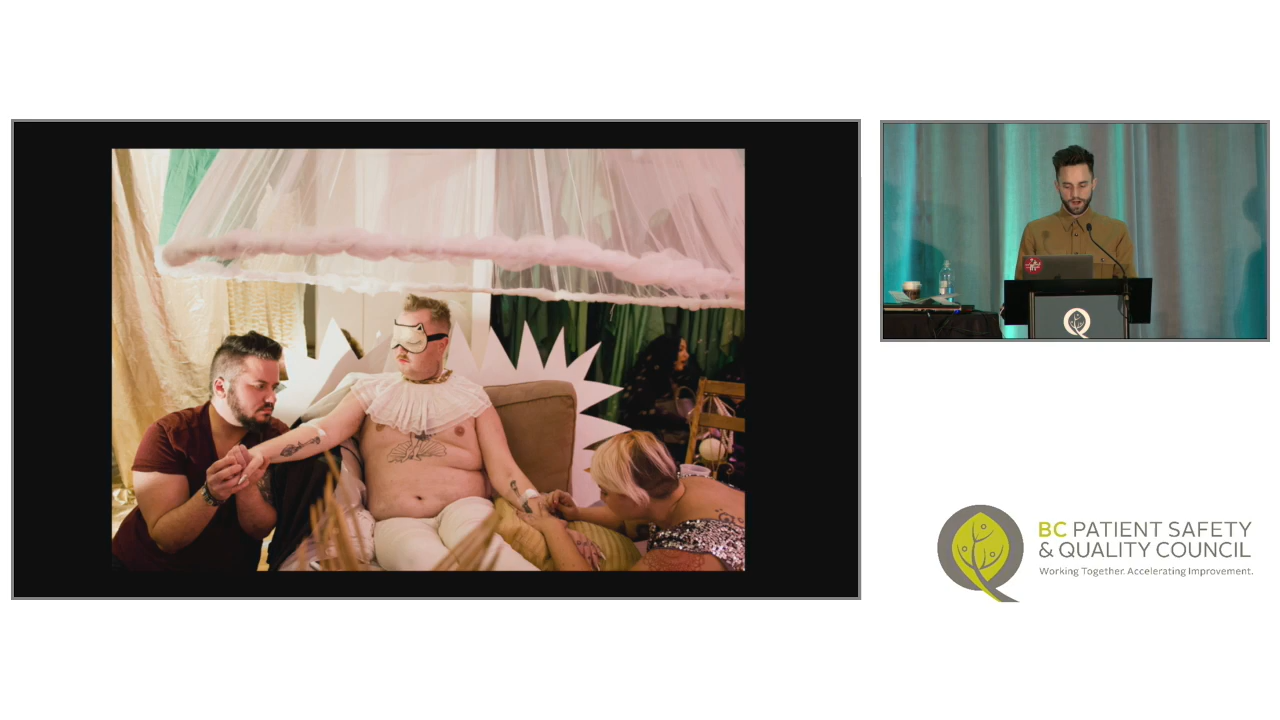 BC PATIENT SAFETY
& QUALITY COUNCIL
Working Together. Accelerating Improvement.